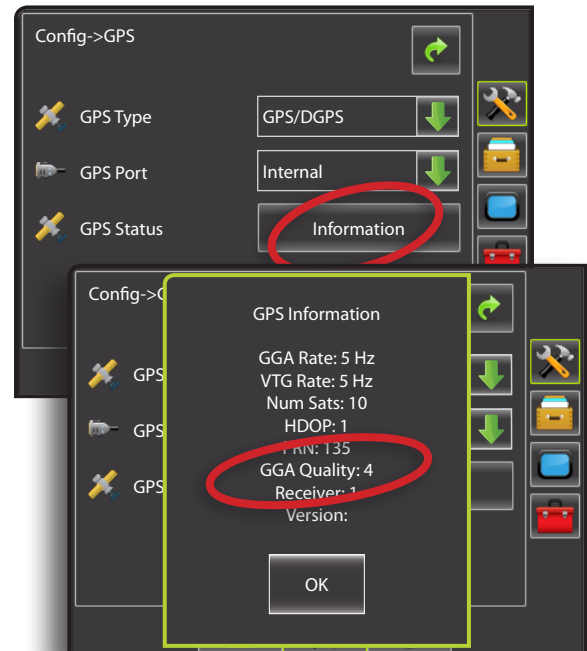 Config->GPS
GPS Type
GPS/DGPS
GPS Port
Internal
GPS Status
Information
Config->
GPS
GPS
GPS
GPS Information
GGA Rate: 5 Hz
VTG Rate: 5 Hz
Num Sats: 10
HDOP: 1
PRN: 135
GGA Quality: 4
Receiver: 1
Version:
OK